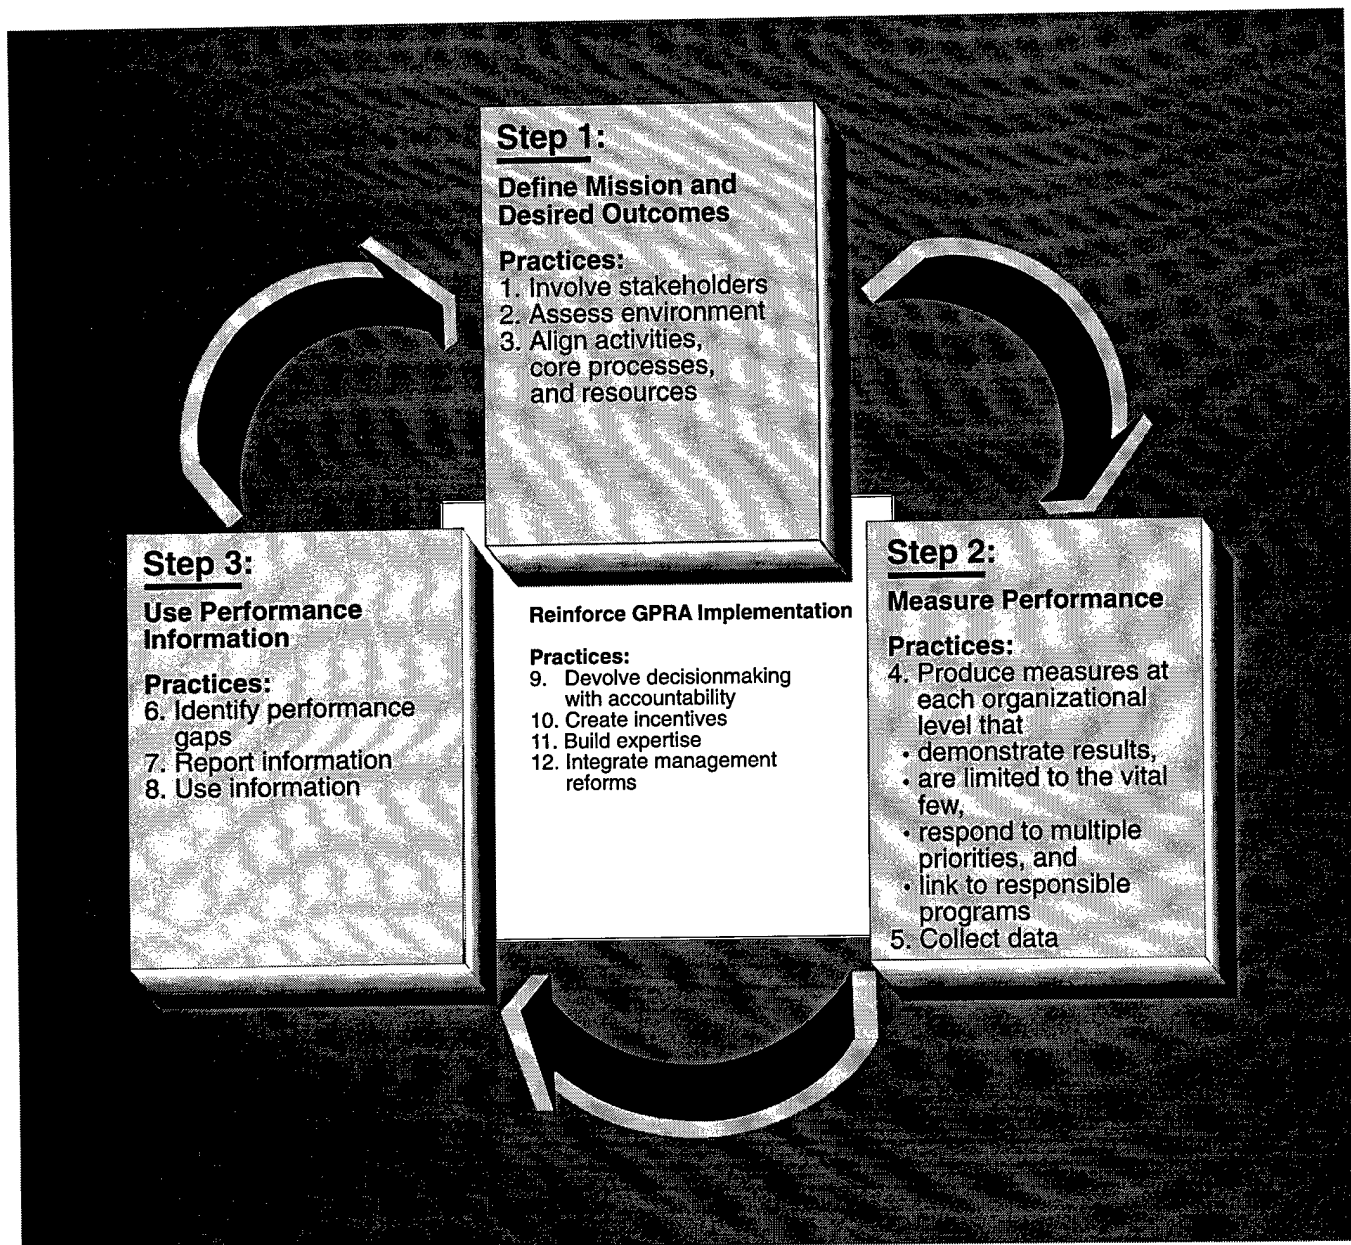 Step 1:
Define Mission and
Desired Outcomes
Practices:
1. Involve stakeholders
2. Assess environment
3. Align activities,
core processes,
and resources
Step 2:
Measure Performance
Practices:
4. Produce measures at
each organizational
level that
• demonstrate results,
• are limited to the vital
few,
• respond to multiple
priorities, and
• link to responsible
programs
5. Collect data
Step 3:
Use Performance
Information
Practices:
6. Identify performance
gaps
7. Report information
8. Use information
Reinforce GPRA Implementation
Practices:
9. Devolve decisionmaking
with accountability
10. Create incentives
11. Build expertise
12. Integrate management
reforms